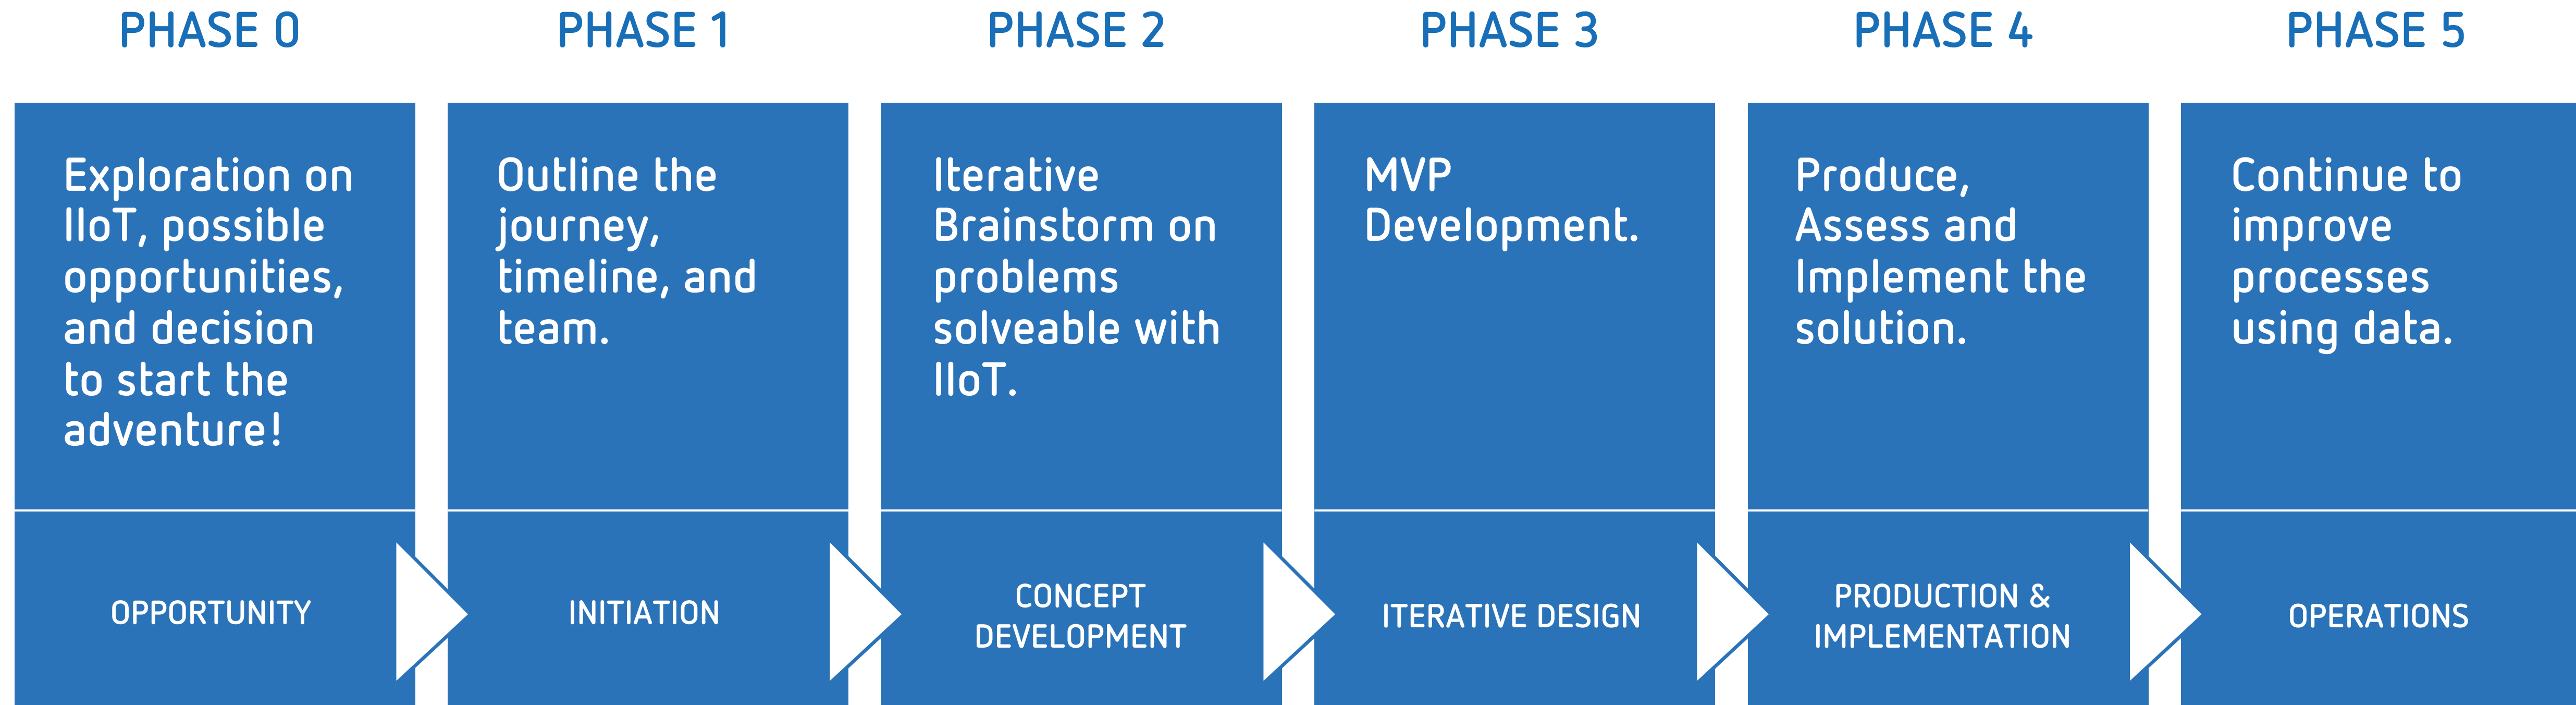 PHASE 0
Exploration on
IIoT, possible
opportunities,
and decision
to start the
adventure!
OPPORTUNITY
PHASE 1
Outline the
journey,
timeline, and
team.
INITIATION
PHASE 2
Iterative
Brainstorm on
problems
solveable with
IIoT.
CONCEPT
DEVELOPMENT
PHASE 3
MVP
Development.
ITERATIVE DESIGN
PHASE 4
Produce,
Assess and
Implement the
solution.
PRODUCTION &
IMPLEMENTATION
PHASE 5
Continue to
improve
processes
using data.
OPERATIONS